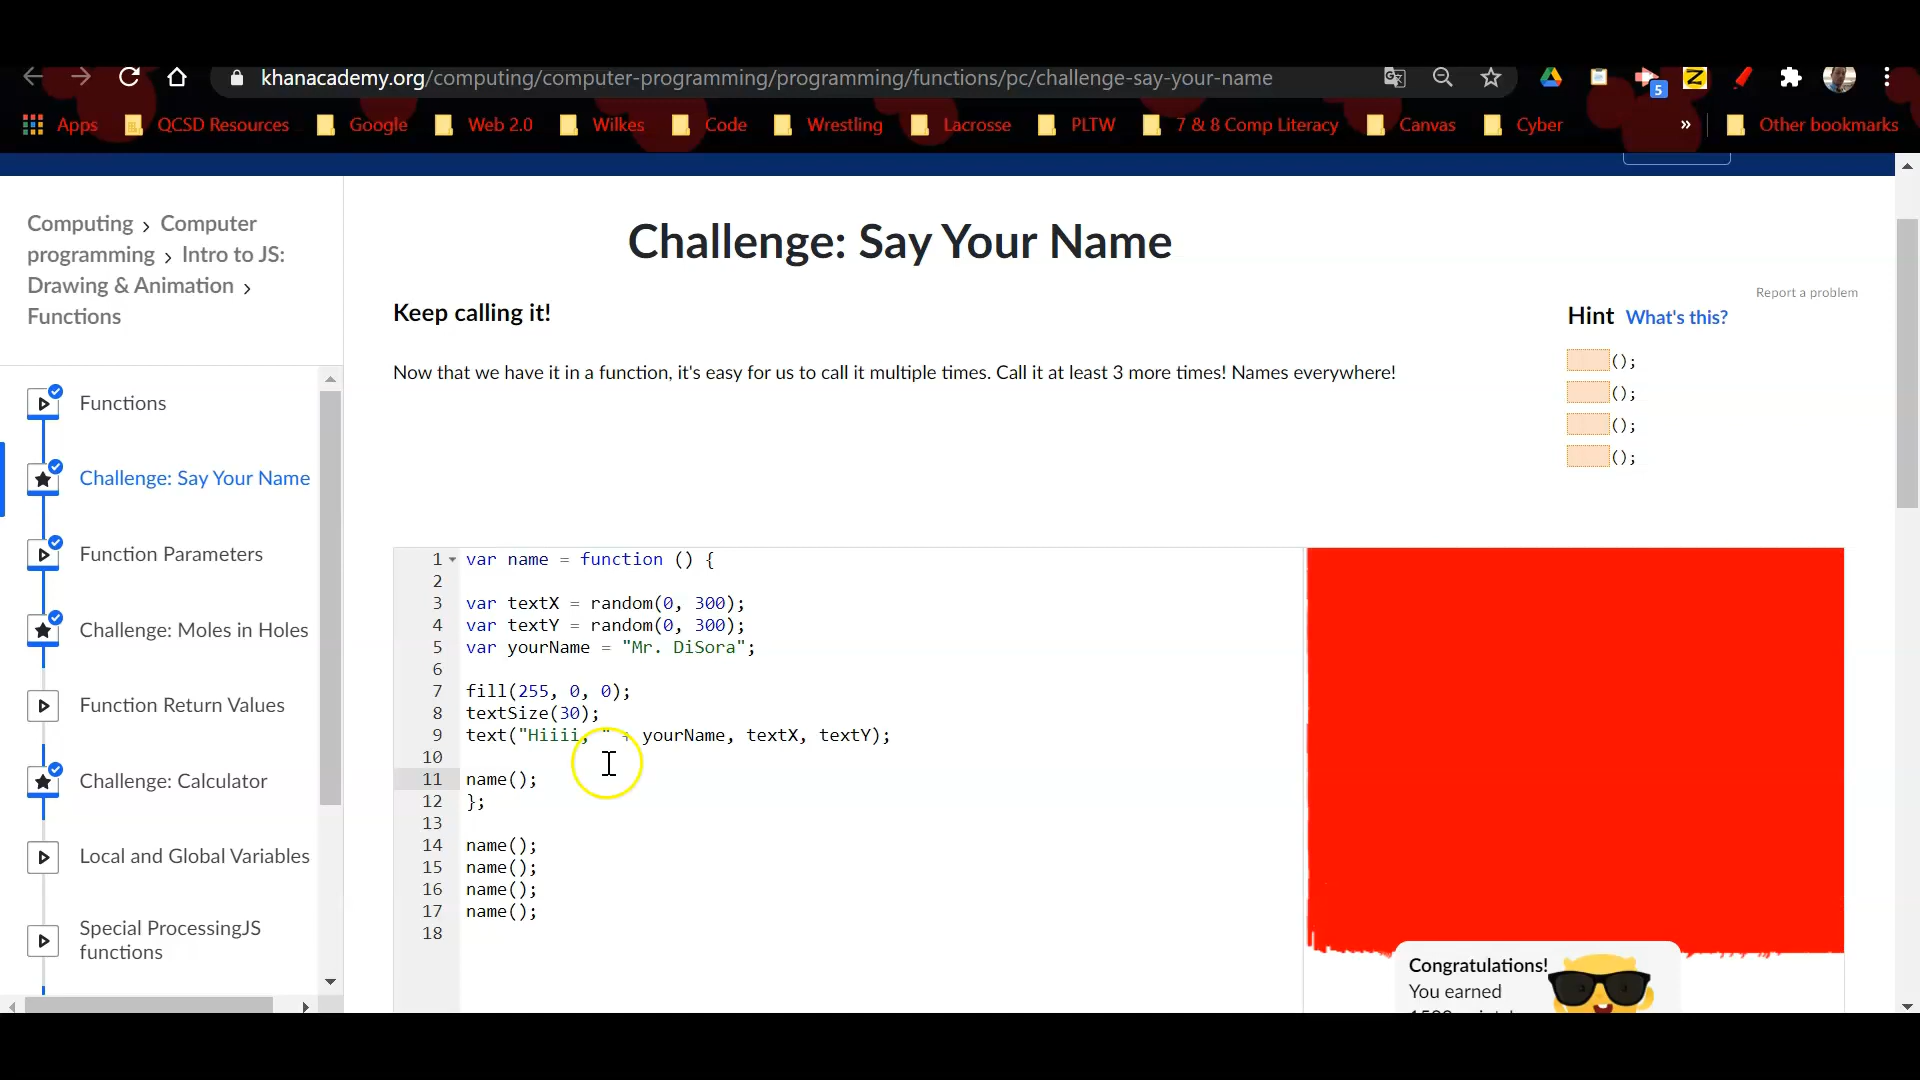 khanacademy.org/computing/computer-programming/programming/functions/pc/challenge-say-your-name
5
Z
Apps QCSD Resources Google Web 2.0 Wilkes Code Wrestling Lacrosse PLTW 7 & 8 Comp Literacy Canvas Cyber » Other bookmarks
Computing › Computer
programming › Intro to JS:
Drawing & Animation ›
Functions
Functions
Challenge: Say Your Name
Function Parameters
Challenge: Moles in Holes
Function Return Values
Challenge: Calculator
Local and Global Variables
Special ProcessingJS
functions
Challenge: Say Your Name
Report a problem
Keep calling it!
Now that we have it in a function, it's easy for us to call it multiple times. Call it at least 3 more times! Names everywhere!
Hint What's this?
();
();
();
();
1 var name = function () {
2
3 var textX = random(0, 300);
4 var textY = random(0, 300);
5 var yourName = "Mr. DiSora";
6
7 fill(255, 0, 0);
8 textSize(30);
9 text("Hiiii, " + yourName, textX, textY);
10
11 name();
12 };
13
14 name();
15 name();
16 name();
17 name();
18
Congratulations!
You earned